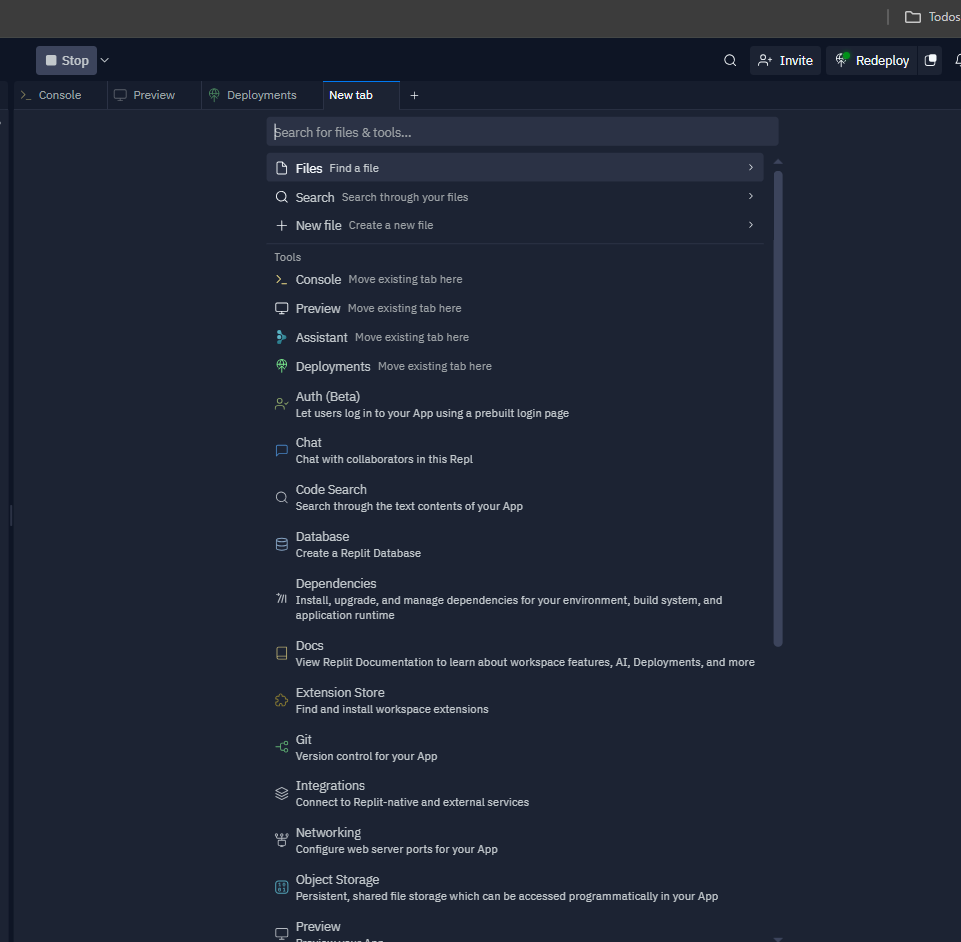 Todos
Stop
Invite
Redeploy
Console
Preview
Deployments
New tab
Search for files & tools...
Files Find a file
Search Search through your files
New file Create a new file
Tools
Console Move existing tab here
Preview Move existing tab here
Assistant Move existing tab here
Deployments Move existing tab here
Auth (Beta)
Let users log in to your App using a prebuilt login page
Chat
Chat with collaborators in this Repl
Code Search
Search through the text contents of your App
Database
Create a Replit Database
Dependencies
Install, upgrade, and manage dependencies for your environment, build system, and
application runtime
Docs
View Replit Documentation to learn about workspace features, AI, Deployments, and more
Extension Store
Find and install workspace extensions
Git
Version control for your App
Integrations
Connect to Replit-native and external services
Networking
Configure web server ports for your App
Object Storage
Persistent, shared file storage which can be accessed programmatically in your App
Preview
Preview your App